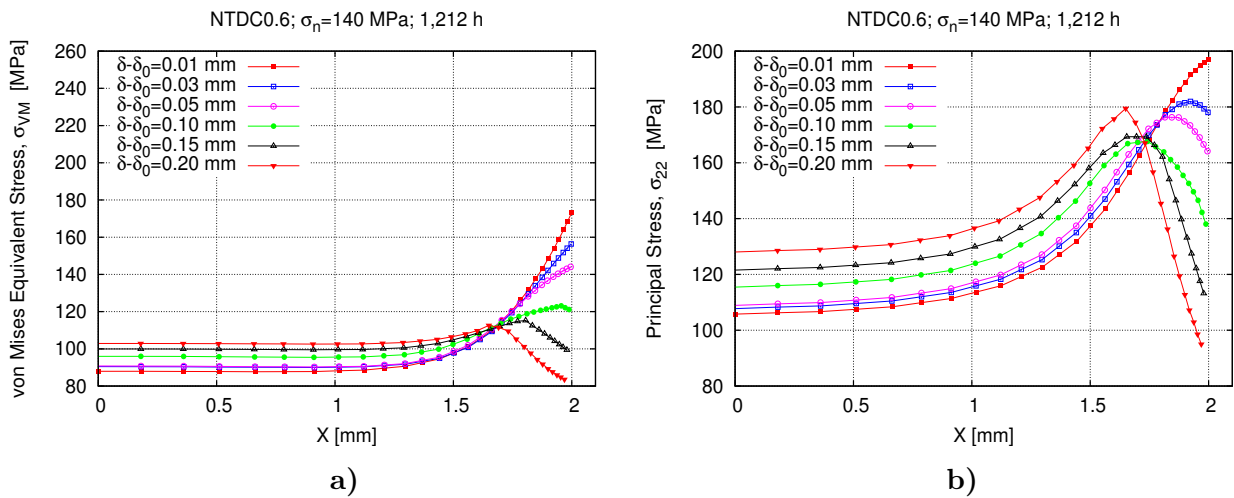 NTDC0.6; σn=140 MPa; 1,212 h
von Mises Equivalent Stress, σVM [MPa]
260
240
220
200
180
160
140
120
100
80
δ-δ0=0.01 mm
δ-δ0=0.03 mm
δ-δ0=0.05 mm
δ-δ0=0.10 mm
δ-δ0=0.15 mm
δ-δ0=0.20 mm
0 0.5 1 1.5 2
X [mm]
a)
NTDC0.6; σn=140 MPa; 1,212 h
Principal Stress, σ22 [MPa]
200
180
160
140
120
100
80
δ-δ0=0.01 mm
δ-δ0=0.03 mm
δ-δ0=0.05 mm
δ-δ0=0.10 mm
δ-δ0=0.15 mm
δ-δ0=0.20 mm
0 0.5 1 1.5 2
X [mm]
b)